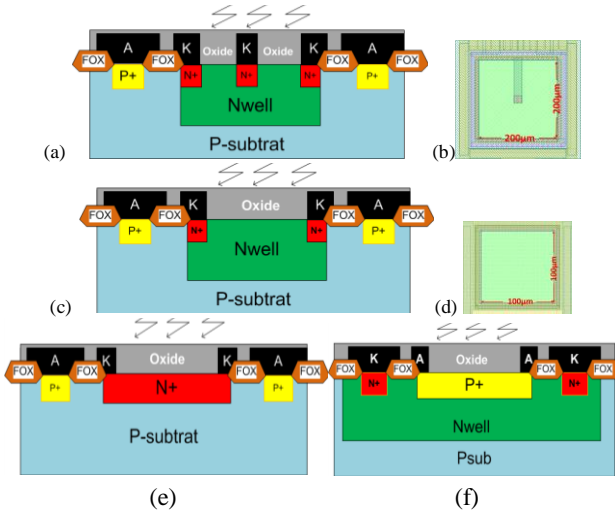 A K Oxide K Oxide K A
FOX FOX FOX FOX
P+ N+ N+ N+ P+
Nwell
P-subtrat
(a)
200µm
200µm
(b)
A K Oxide K A
FOX FOX FOX FOX
P+ N+ N+ P+
Nwell
P-subtrat
(c)
100µm
100µm
(d)
A K Oxide K A
FOX FOX FOX FOX
P+ N+ P+
P-subtrat
(e)
K A Oxide A K
FOX FOX FOX FOX
N+ P+ N+
Nwell
Psub
(f)